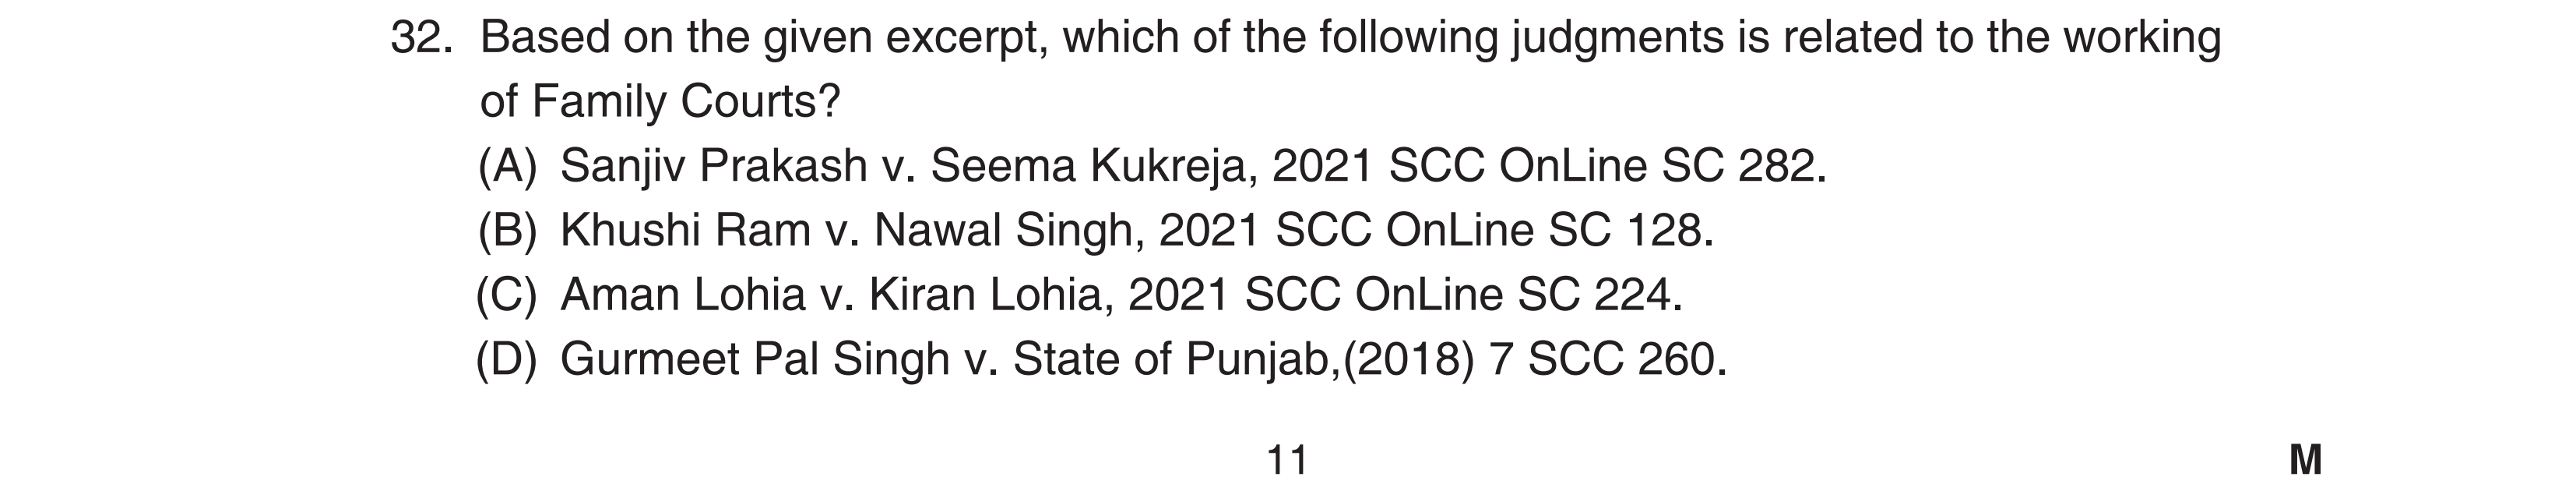 32. Based on the given excerpt, which of the following judgments is related to the working
of Family Courts?
(A) Sanjiv Prakash v. Seema Kukreja, 2021 SCC OnLine SC 282.
(B) Khushi Ram v. Nawal Singh, 2021 SCC OnLine SC 128.
(C) Aman Lohia v. Kiran Lohia, 2021 SCC OnLine SC 224.
(D) Gurmeet Pal Singh v. State of Punjab,(2018) 7 SCC 260.
11 M